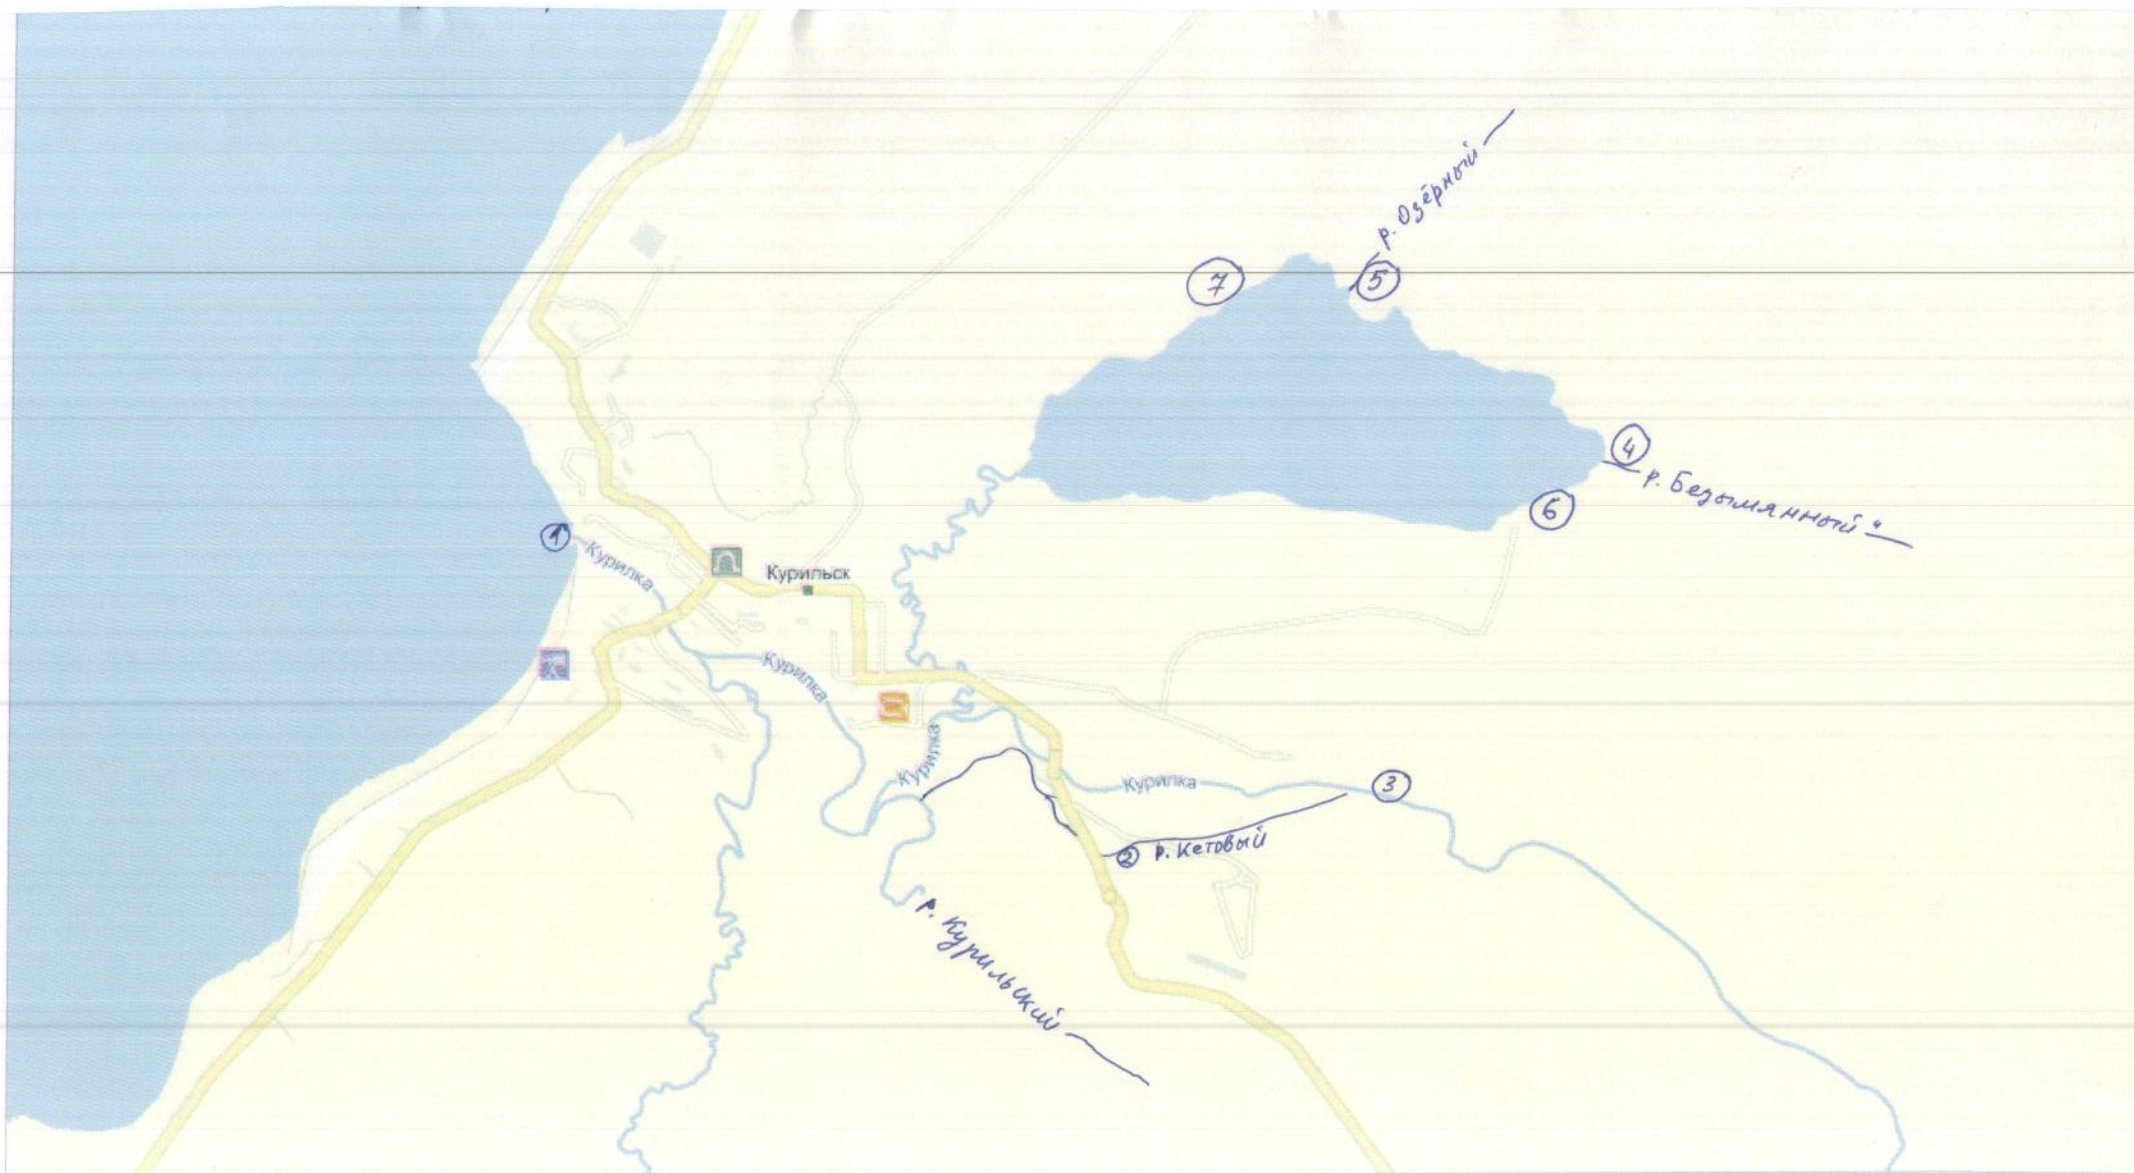 р. Озёрный
7
5
4
р. Безымянный"
6
1
Курилка
Курильск
Курилка
Курилка
Курилка
3
2
р. Кетовый
р. Курильский